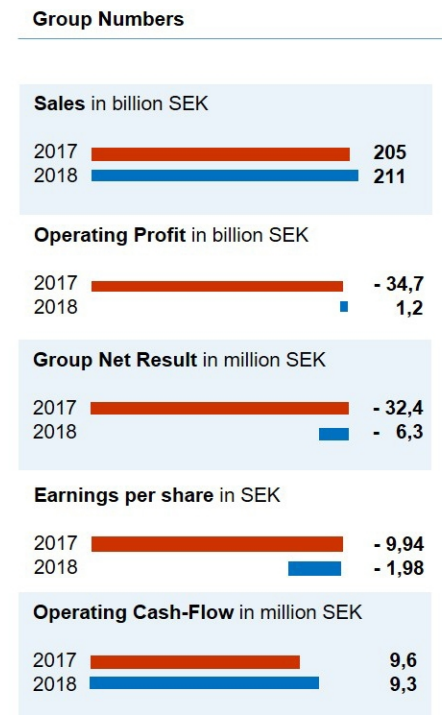 Group Numbers
Sales in billion SEK
2017 205
2018 211
Operating Profit in billion SEK
2017 - 34,7
2018 1,2
Group Net Result in million SEK
2017 - 32,4
2018 - 6,3
Earnings per share in SEK
2017 - 9,94
2018 - 1,98
Operating Cash-Flow in million SEK
2017 9,6
2018 9,3